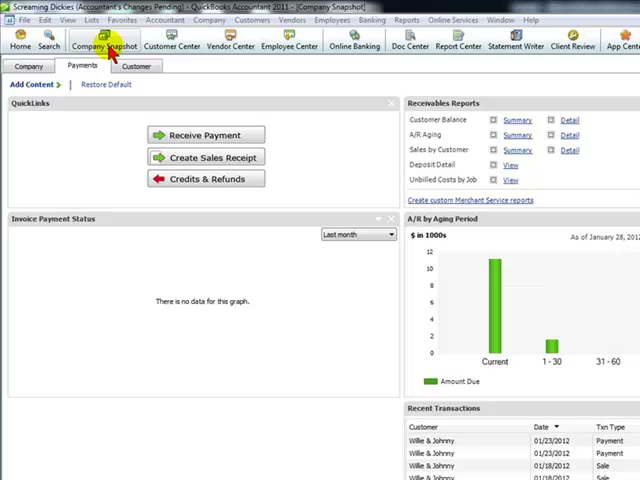 Screaming Dickies (Accountant's Changes Pending) - QuickBooks Accountant 2011 - [Company Snapshot]
File Edit View Lists Favorites Accountant Company Customers Vendors Employees Banking Reports Online Services Window Help
Home Search Company Snapshot Customer Center Vendor Center Employee Center Online Banking Doc Center Report Center Statement Writer Client Review App Cente
Company Payments Customer
Add Content Restore Default
QuickLinks
Receive Payment
Create Sales Receipt
Credits & Refunds
Receivables Reports
Customer Balance Summary Detail
A/R Aging Summary Detail
Sales by Customer Summary Detail
Deposit Detail View
Unbilled Costs by Job View
Create custom Merchant Service reports
Invoice Payment Status
Last month
There is no data for this graph.
A/R by Aging Period
$ in 1000s As of January 28, 2012
12
10
8
6
4
2
0
Current 1 - 30 31 - 60
Amount Due
Recent Transactions
Customer Date Txn Type
Willie & Johnny 01/23/2012 Payment
Willie & Johnny 01/23/2012 Payment
Willie & Johnny 01/18/2012 Sale
Willie & Johnny 01/18/2012 Sale